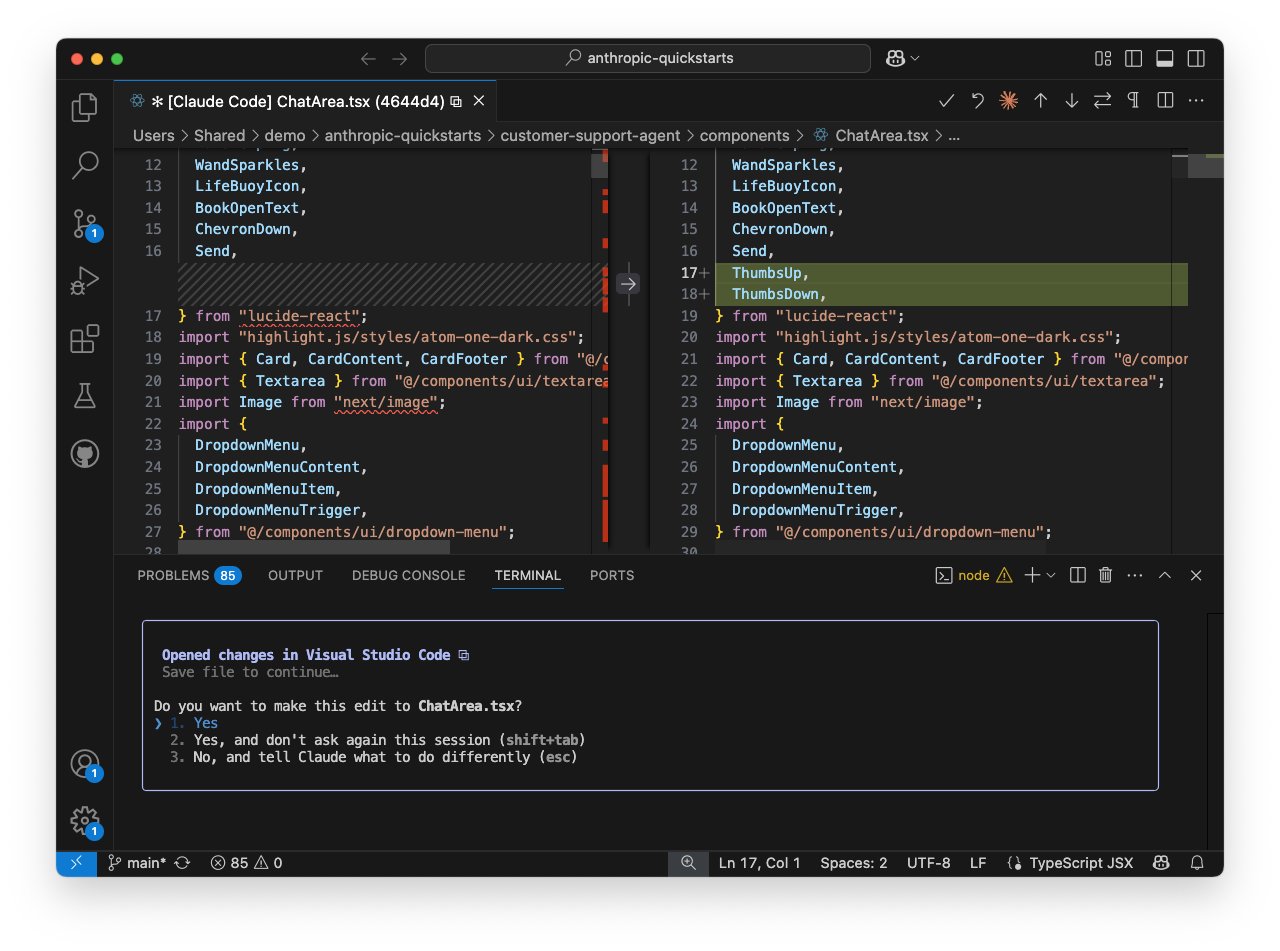 anthropic-quickstarts
✻ [Claude Code] ChatArea.tsx (4644d4) ⧉
Users > Shared > demo > anthropic-quickstarts > customer-support-agent > components > ChatArea.tsx > ...
12 WandSparkles,
13 LifeBuoyIcon,
14 BookOpenText,
15 ChevronDown,
16 Send,
17 } from "lucide-react";
18 import "highlight.js/styles/atom-one-dark.css";
19 import { Card, CardContent, CardFooter } from "@/
20 import { Textarea } from "@/components/ui/textarea
21 import Image from "next/image";
22 import {
23 DropdownMenu,
24 DropdownMenuContent,
25 DropdownMenuItem,
26 DropdownMenuTrigger,
27 } from "@/components/ui/dropdown-menu";
28
12 WandSparkles,
13 LifeBuoyIcon,
14 BookOpenText,
15 ChevronDown,
16 Send,
17+ ThumbsUp,
18+ ThumbsDown,
19 } from "lucide-react";
20 import "highlight.js/styles/atom-one-dark.css";
21 import { Card, CardContent, CardFooter } from "@/compor
22 import { Textarea } from "@/components/ui/textarea";
23 import Image from "next/image";
24 import {
25 DropdownMenu,
26 DropdownMenuContent,
27 DropdownMenuItem,
28 DropdownMenuTrigger,
29 } from "@/components/ui/dropdown-menu";
30
1
PROBLEMS 85 OUTPUT DEBUG CONSOLE TERMINAL PORTS
node
Opened changes in Visual Studio Code ⧉
Save file to continue…
Do you want to make this edit to ChatArea.tsx?
❯ 1. Yes
2. Yes, and don't ask again this session (shift+tab)
3. No, and tell Claude what to do differently (esc)
1
1
main* 85 0 Ln 17, Col 1 Spaces: 2 UTF-8 LF TypeScript JSX